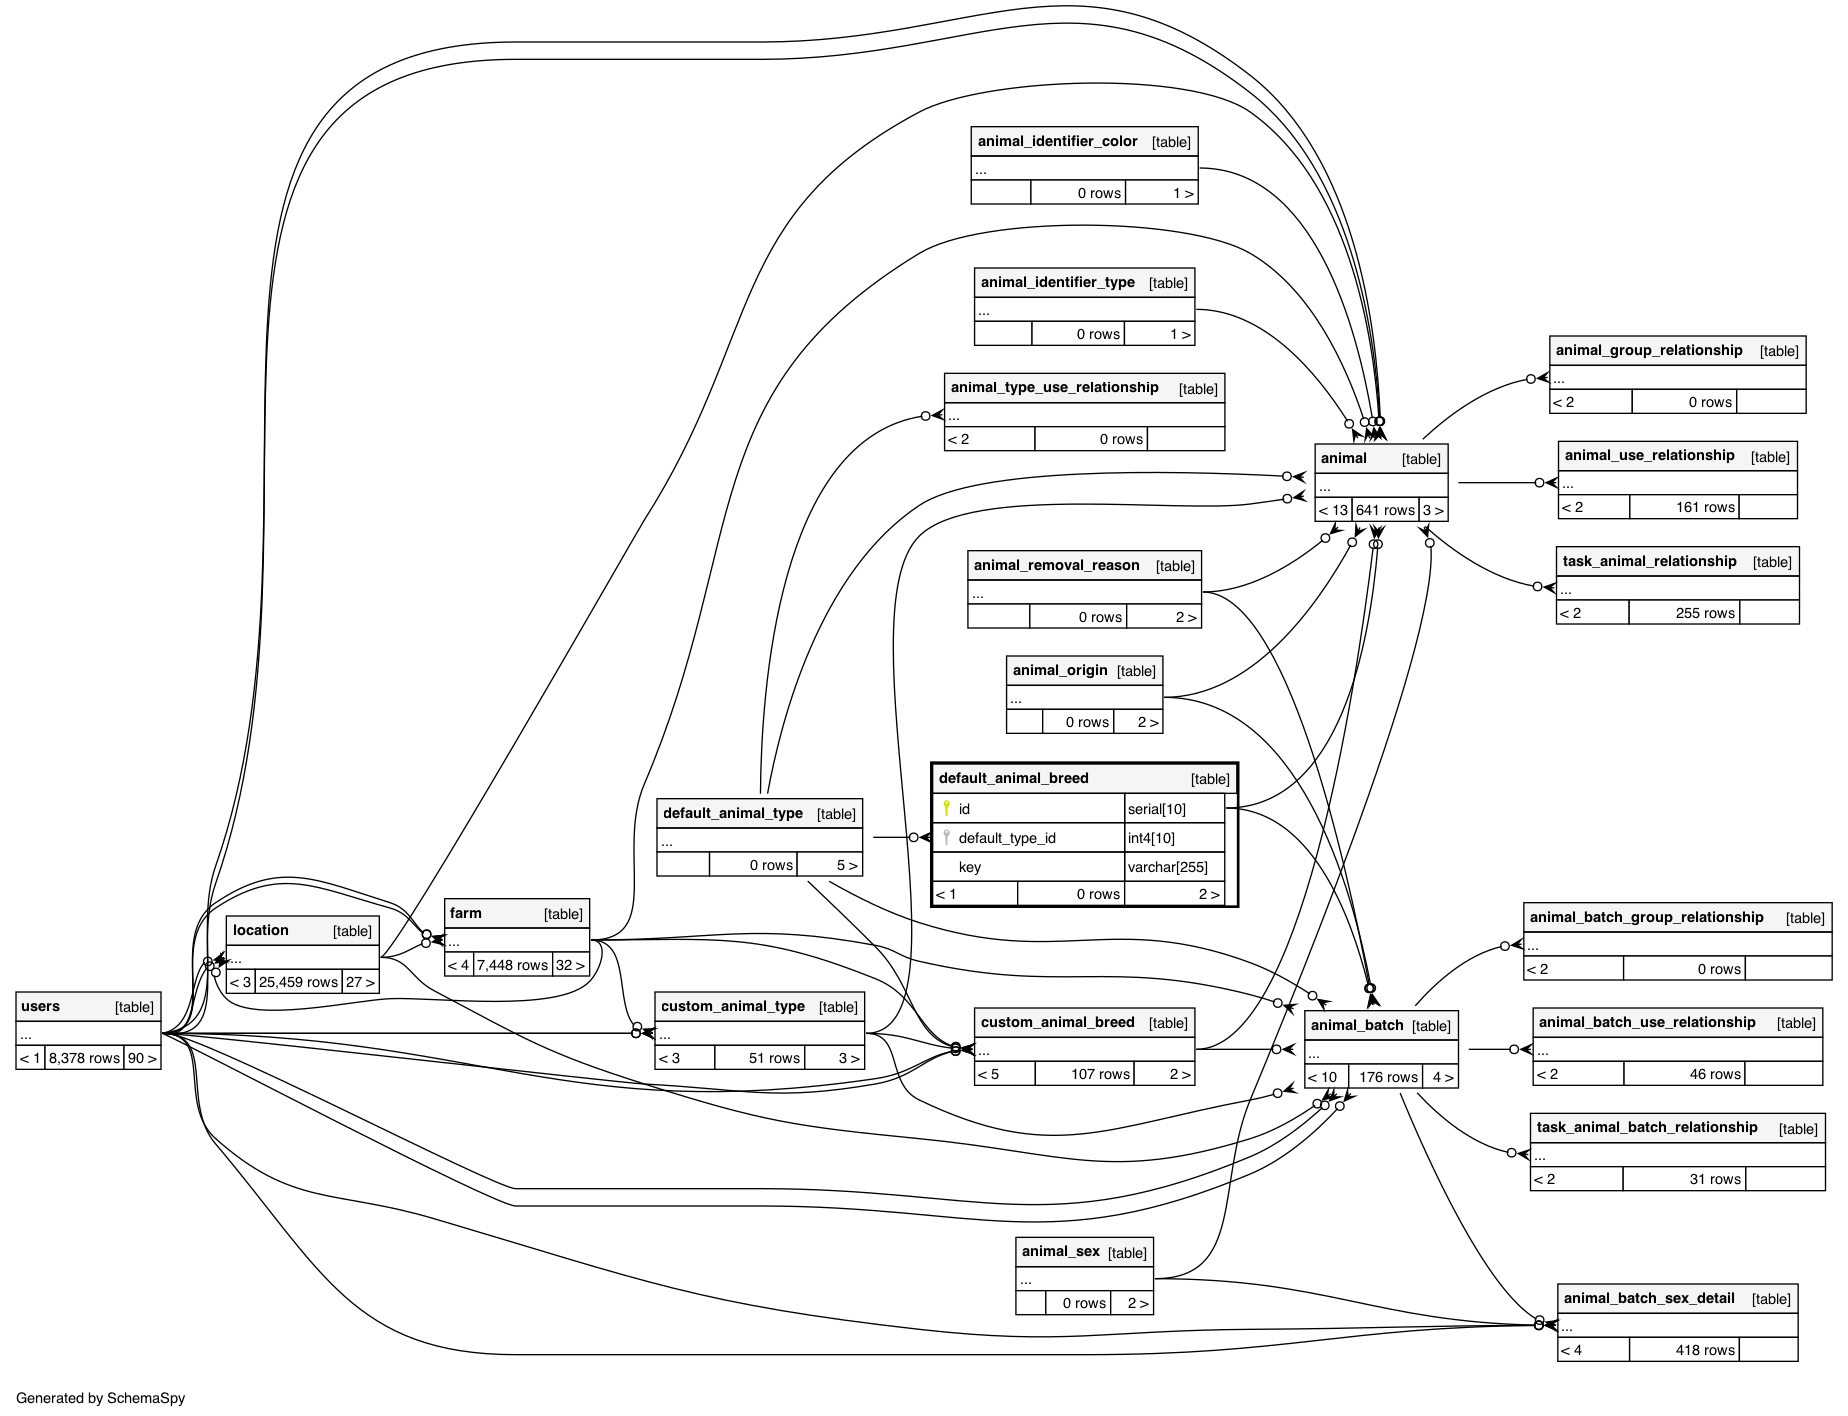 animal_identifier_color [table]
...
0 rows 1 >
animal_identifier_type [table]
...
0 rows 1 >
animal_type_use_relationship [table]
...
< 2 0 rows
animal_group_relationship [table]
...
< 2 0 rows
animal [table]
...
< 13 641 rows 3 >
animal_use_relationship [table]
...
< 2 161 rows
animal_removal_reason [table]
...
0 rows 2 >
task_animal_relationship [table]
...
< 2 255 rows
animal_origin [table]
...
0 rows 2 >
default_animal_breed [table]
id serial[10]
default_type_id int4[10]
key varchar[255]
< 1 0 rows 2 >
default_animal_type [table]
...
0 rows 5 >
farm [table]
...
< 4 7,448 rows 32 >
location [table]
...
< 3 25,459 rows 27 >
users [table]
...
< 1 8,378 rows 90 >
custom_animal_type [table]
...
< 3 51 rows 3 >
custom_animal_breed [table]
...
< 5 107 rows 2 >
animal_batch [table]
...
< 10 176 rows 4 >
animal_batch_group_relationship [table]
...
< 2 0 rows
animal_batch_use_relationship [table]
...
< 2 46 rows
task_animal_batch_relationship [table]
...
< 2 31 rows
animal_sex [table]
...
0 rows 2 >
animal_batch_sex_detail [table]
...
< 4 418 rows
Generated by SchemaSpy